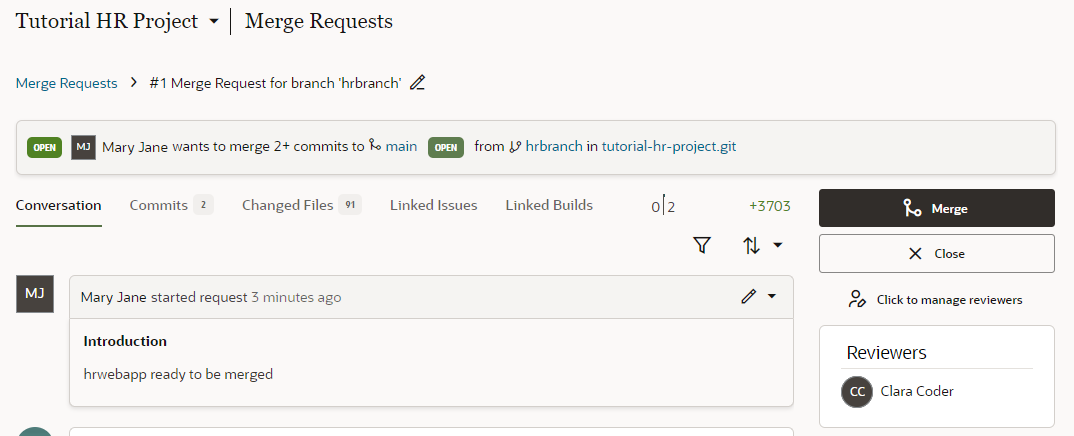 Tutorial HR Project Merge Requests
Merge Requests > #1 Merge Request for branch 'hrbranch'
OPEN MJ Mary Jane wants to merge 2+ commits to main OPEN from hrbranch in tutorial-hr-project.git
Conversation Commits 2 Changed Files 91 Linked Issues Linked Builds 0|2 +3703
Merge
Close
MJ
Mary Jane started request 3 minutes ago
Introduction
hrwebapp ready to be merged
Click to manage reviewers
Reviewers
CC Clara Coder